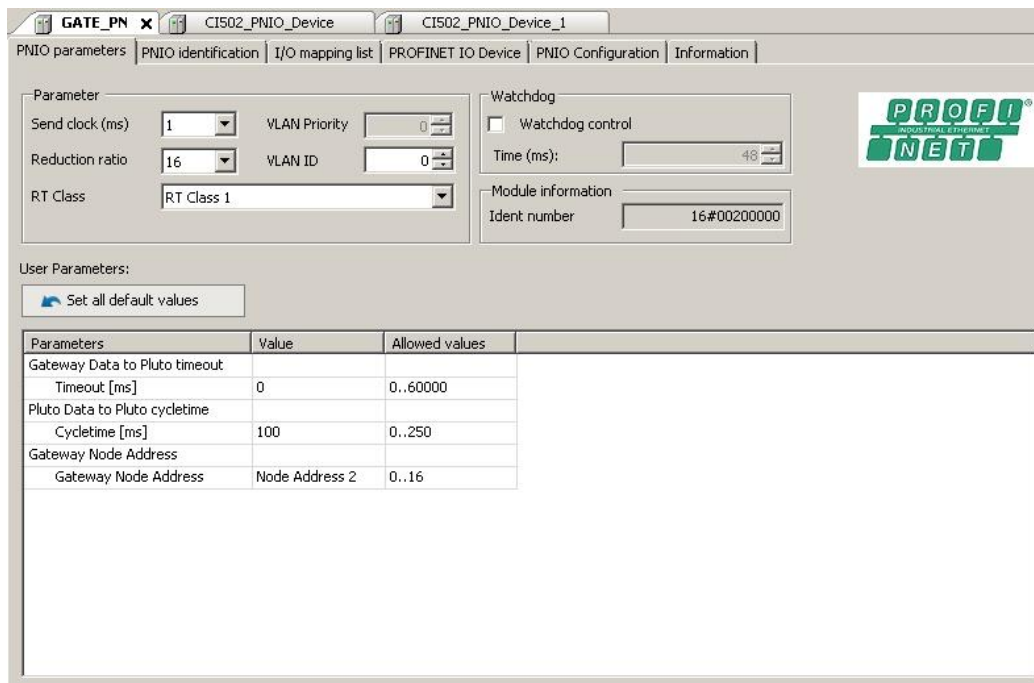 GATE_PN X CI502_PNIO_Device CI502_PNIO_Device_1
PNIO parameters PNIO identification I/O mapping list PROFINET IO Device PNIO Configuration Information
Parameter
Send clock (ms) 1 VLAN Priority 0
Reduction ratio 16 VLAN ID 0
RT Class RT Class 1
Watchdog
Watchdog control
Time (ms): 48
Module information
Ident number 16#00200000
PROFI®
INDUSTRIAL ETHERNET
NET
User Parameters:
Set all default values
Parameters Value Allowed values
Gateway Data to Pluto timeout
Timeout [ms] 0 0..60000
Pluto Data to Pluto cycletime
Cycletime [ms] 100 0..250
Gateway Node Address
Gateway Node Address Node Address 2 0..16